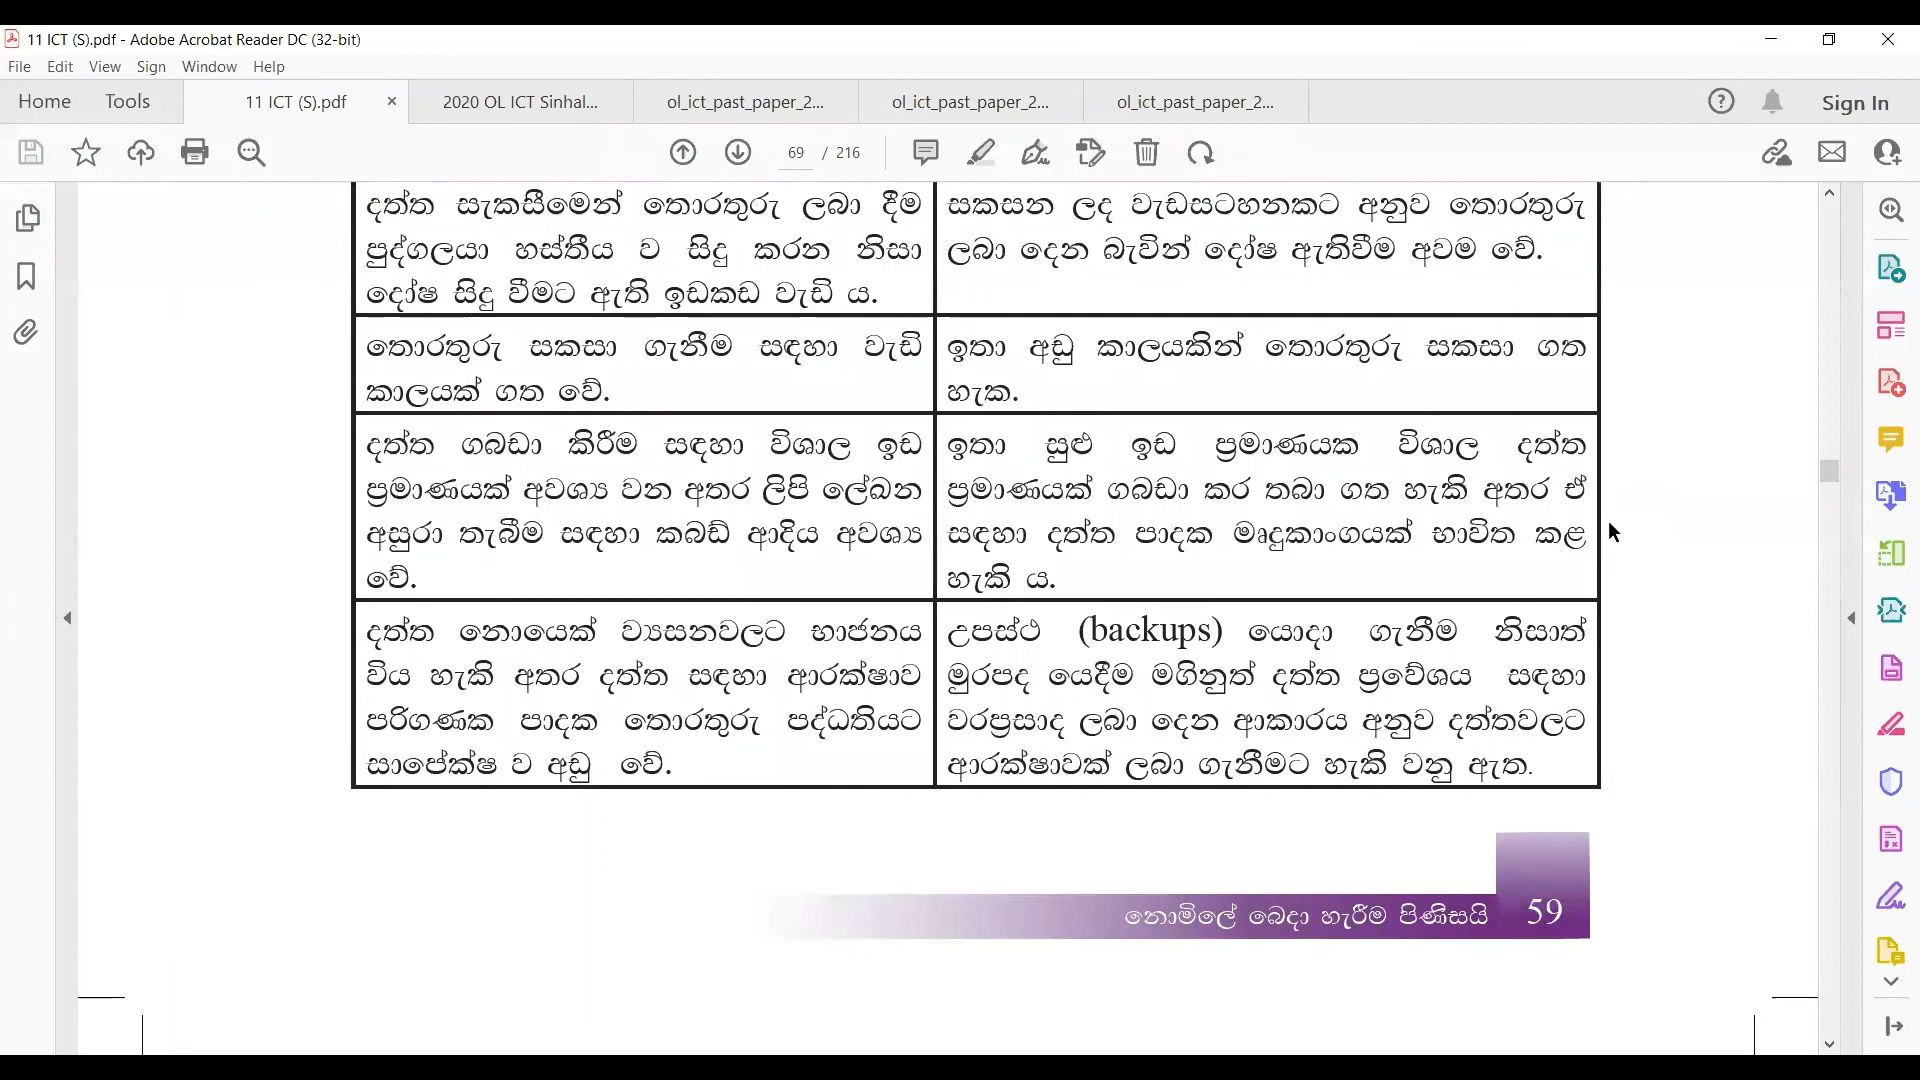 11 ICT (S).pdf - Adobe Acrobat Reader DC (32-bit)
File Edit View Sign Window Help
Home Tools 11 ICT (S).pdf × 2020 OL ICT Sinhal... ol_ict_past_paper_2... ol_ict_past_paper_2... ol_ict_past_paper_2... Sign In
69 / 216
දත්ත සැකසීමෙන් තොරතුරු ලබා දීම
පුද්ගලයා හස්තීය ව සිදු කරන නිසා
දෝෂ සිදු වීමට ඇති ඉඩකඩ වැඩි ය.
සකසන ලද වැඩසටහනකට අනුව තොරතුරු
ලබා දෙන බැවින් දෝෂ ඇතිවීම අවම වේ.
තොරතුරු සකසා ගැනීම සඳහා වැඩි
කාලයක් ගත වේ.
ඉතා අඩු කාලයකින් තොරතුරු සකසා ගත
හැක.
දත්ත ගබඩා කිරීම සඳහා විශාල ඉඩ
ප්‍රමාණයක් අවශ්‍ය වන අතර ලිපි ලේඛන
අසුරා තැබීම සඳහා කබඩ් ආදිය අවශ්‍ය
වේ.
ඉතා සුළු ඉඩ ප්‍රමාණයක විශාල දත්ත
ප්‍රමාණයක් ගබඩා කර තබා ගත හැකි අතර ඒ
සඳහා දත්ත පාදක මෘදුකාංගයක් භාවිත කළ
හැකි ය.
දත්ත නොයෙක් ව්‍යසනවලට භාජනය
විය හැකි අතර දත්ත සඳහා ආරක්ෂාව
පරිගණක පාදක තොරතුරු පද්ධතියට
සාපේක්ෂ ව අඩු වේ.
උපස්ථ (backups) යොදා ගැනීම නිසාත්
මුරපද යෙදීම මගිනුත් දත්ත ප්‍රවේශය සඳහා
වරප්‍රසාද ලබා දෙන ආකාරය අනුව දත්තවලට
ආරක්ෂාවක් ලබා ගැනීමට හැකි වනු ඇත.
නොමිලේ බෙදා හැරීම පිණිසයි 59